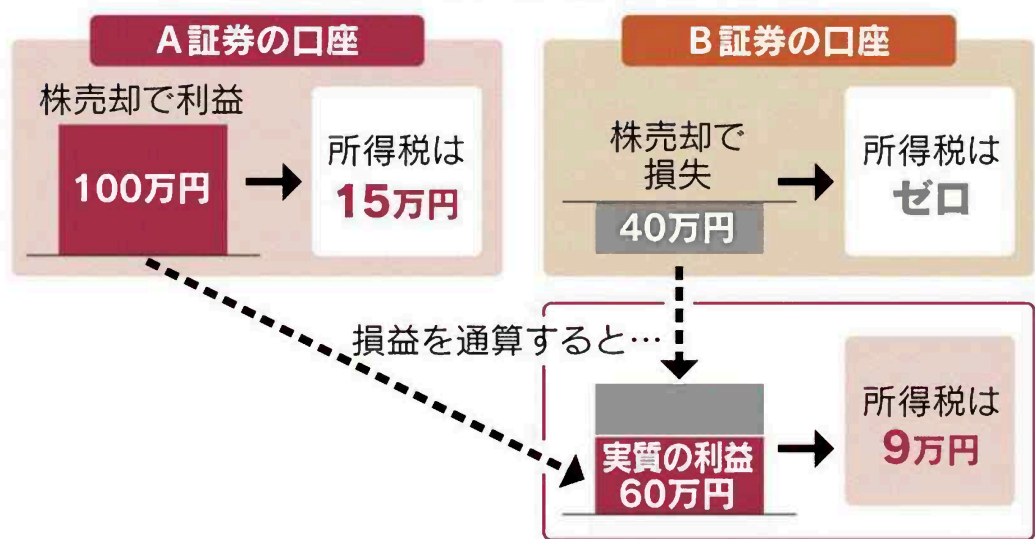 A証券の口座
株売却で利益
100万円
所得税は
15万円
B証券の口座
株売却で
損失
40万円
所得税は
ゼロ
損益を通算すると…
実質の利益
60万円
所得税は
9万円